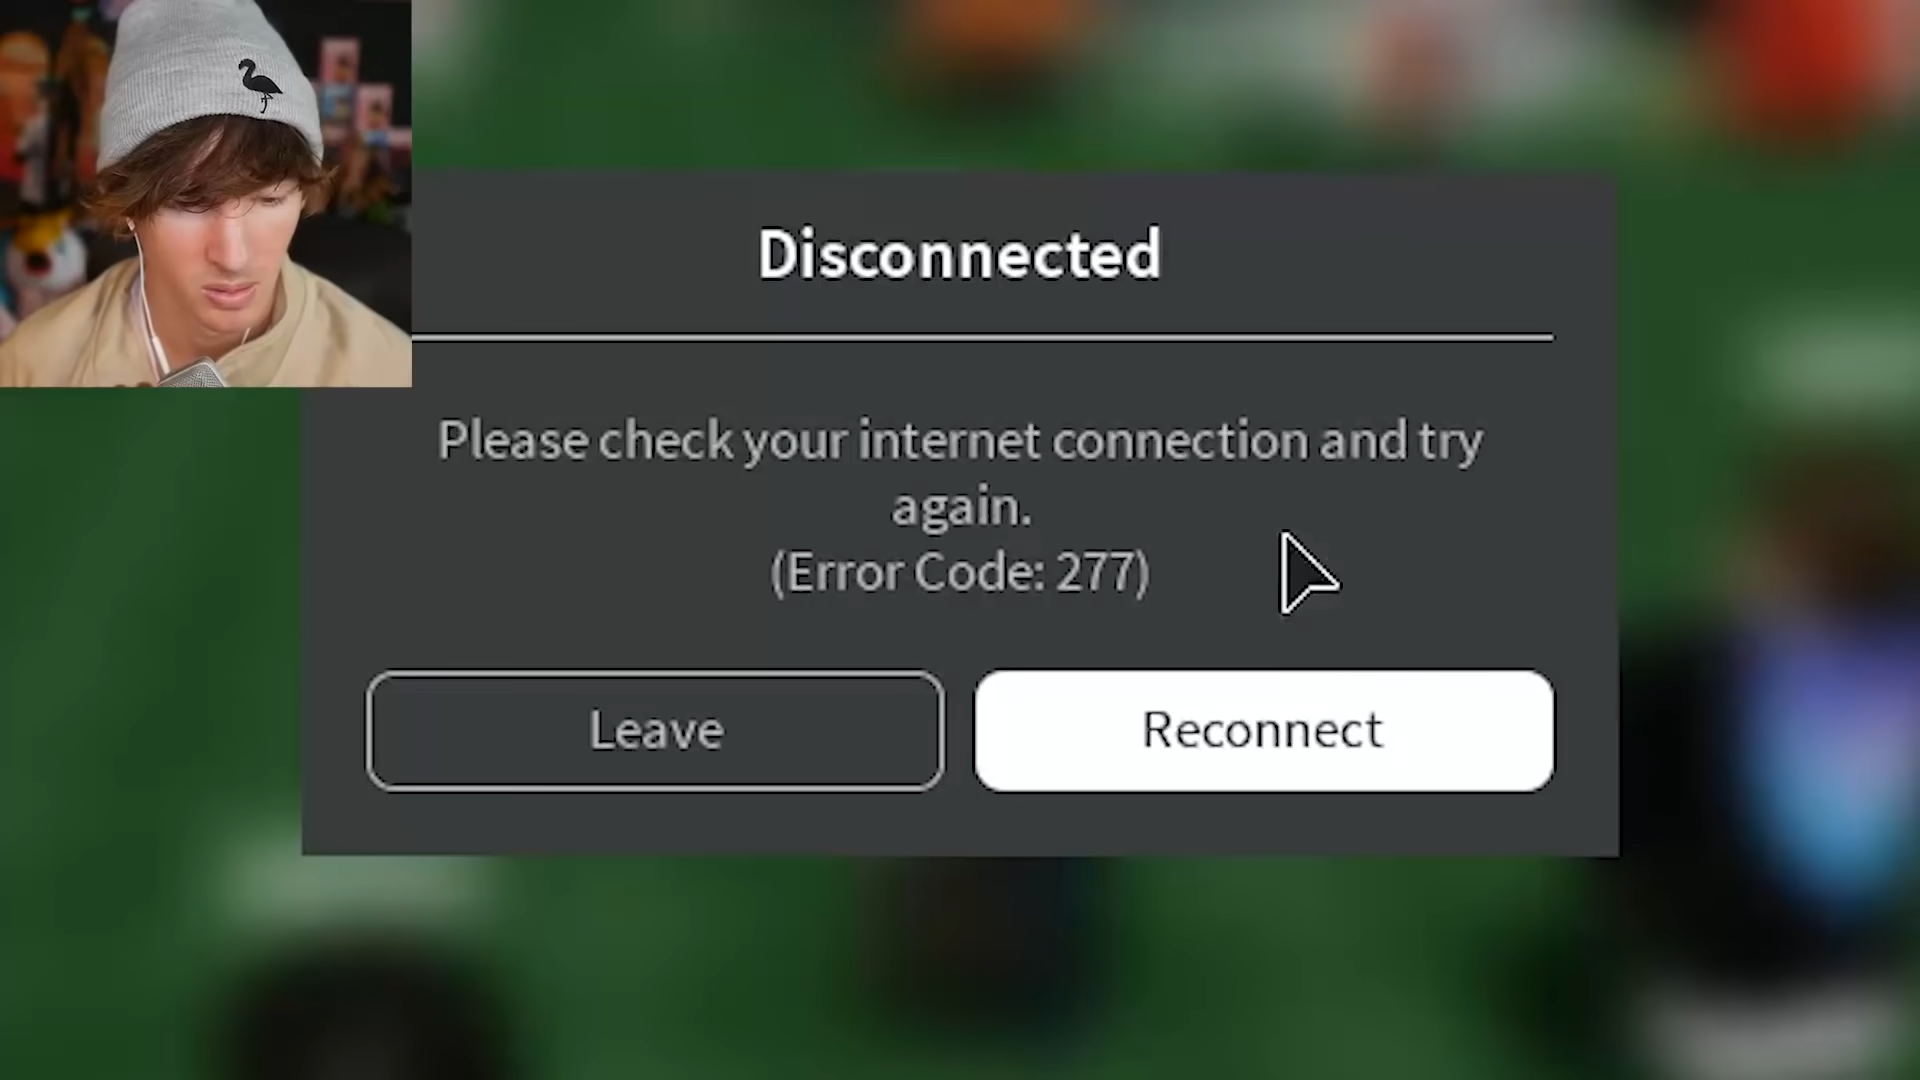 Disconnected
Please check your internet connection and try
again.
(Error Code: 277)
Leave
Reconnect